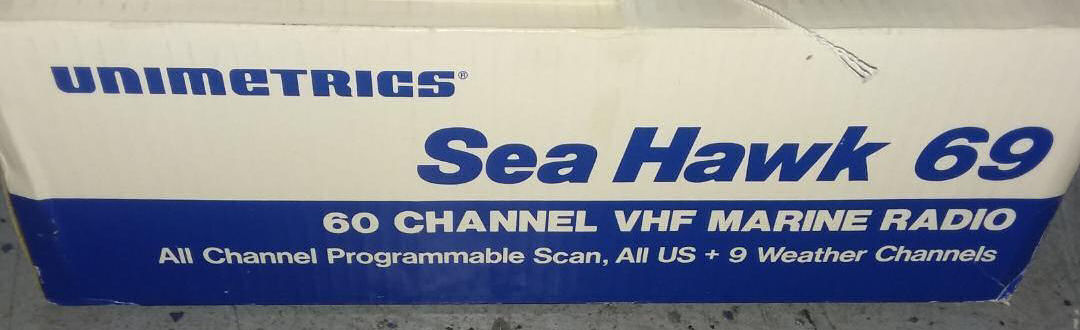 UNIMETRICS®
Sea Hawk 69
60 CHANNEL VHF MARINE RADIO
All Channel Programmable Scan, All US + 9 Weather Channels